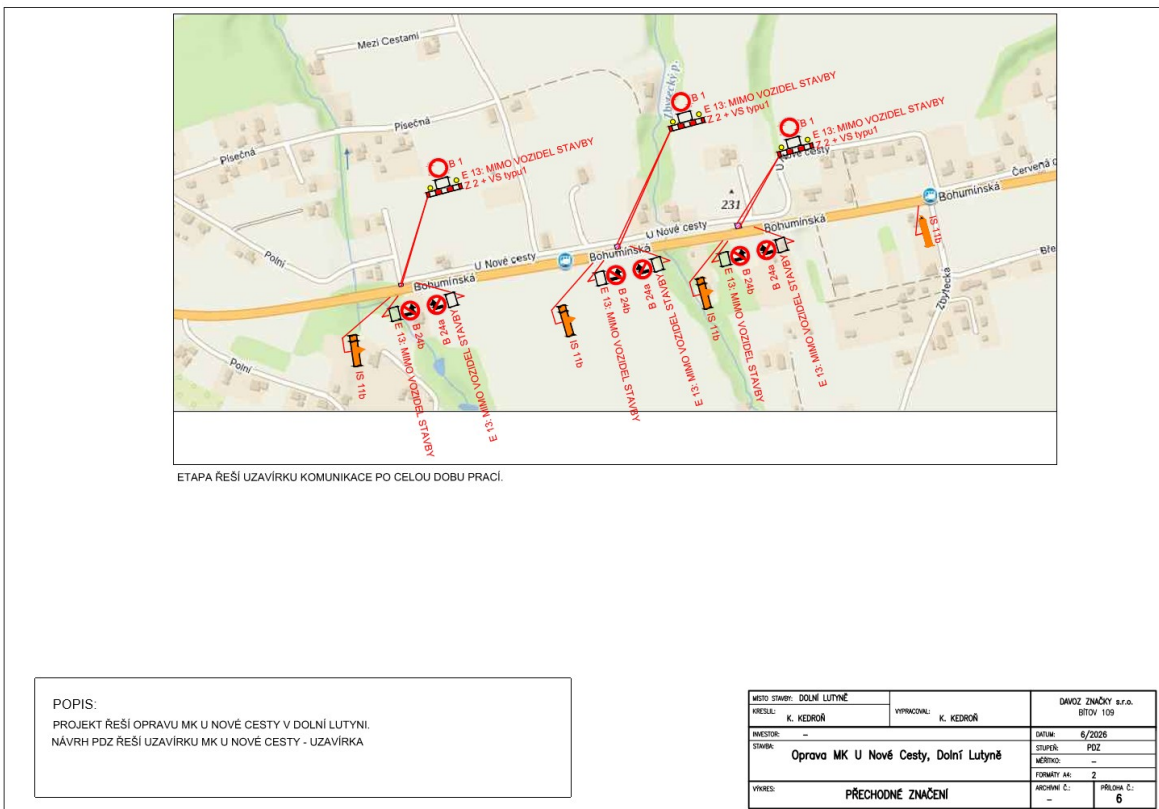 Mezi Cestami
Písečná
Písečná
Polní
Polní
Zbytecký p.
B 1
E 13: MIMO VOZIDEL STAVBY
Z 2 + VS typu1
B 1
E 13: MIMO VOZIDEL STAVBY
Z 2 + VS typu1
B 1
E 13: MIMO VOZIDEL STAVBY
Z 2 + VS typu1
U Nové cesty
231
Červená c
Bohumínská
U Nové cesty
Bohumínská
U Nové cesty
Bohumínská
Bohumínská
Zbytecká
Bře
IS 11b
E 13: MIMO VOZIDEL STAVBY
B 24b
B 24a
E 13: MIMO VOZIDEL STAVBY
IS 11b
E 13: MIMO VOZIDEL STAVBY
B 24b
B 24a
E 13: MIMO VOZIDEL STAVBY
IS 11b
E 13: MIMO VOZIDEL STAVBY
B 24b
B 24a
E 13: MIMO VOZIDEL STAVBY
IS 11b
ETAPA ŘEŠÍ UZAVÍRKU KOMUNIKACE PO CELOU DOBU PRACÍ.
POPIS:
PROJEKT ŘEŠÍ OPRAVU MK U NOVÉ CESTY V DOLNÍ LUTYNI.
NÁVRH PDZ ŘEŠÍ UZAVÍRKU MK U NOVÉ CESTY - UZAVÍRKA
MÍSTO STAVBY: DOLNÍ LUTYNĚ
KRESLIL: K. KEDROŇ
VYPRACOVAL: K. KEDROŇ
DAVOZ ZNAČKY s.r.o.
BÍTOV 109
INVESTOR: –
STAVBA: Oprava MK U Nové Cesty, Dolní Lutyně
DATUM: 6/2026
STUPEŇ: PDZ
MĚŘÍTKO: –
FORMÁTY A4: 2
VÝKRES: PŘECHODNÉ ZNAČENÍ
ARCHIVNÍ Č.: –
PŘÍLOHA Č.: 6